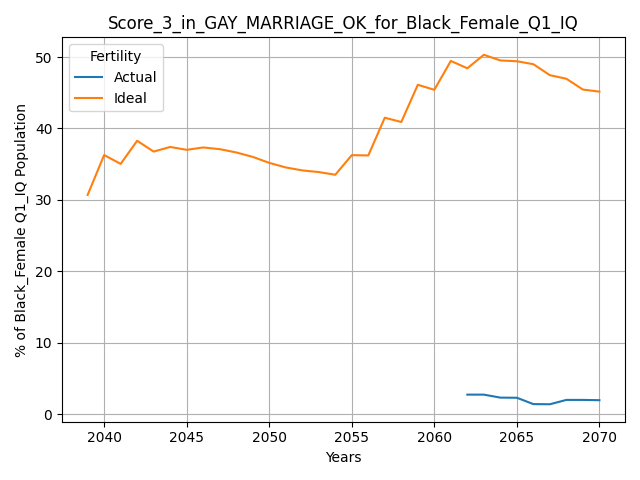 Score_3_in_GAY_MARRIAGE_OK_for_Black_Female_Q1_IQ
Fertility
Actual
Ideal
% of Black_Female Q1_IQ Population
50
40
30
20
10
0
2040 2045 2050 2055 2060 2065 2070
Years